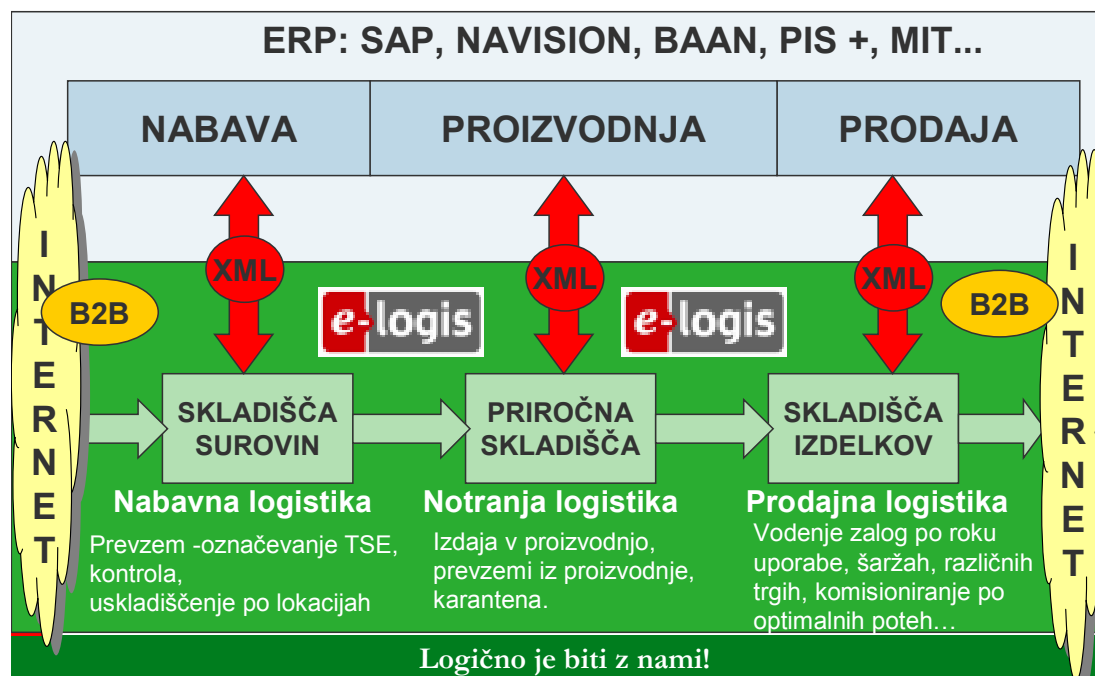 ERP: SAP, NAVISION, BAAN, PIS +, MIT...
NABAVA
PROIZVODNJA
PRODAJA
INTERNET
B2B
XML
XML
XML
B2B
INTERNET
e-logis
e-logis
SKLADIŠČA
SUROVIN
PRIROČNA
SKLADIŠČA
SKLADIŠČA
IZDELKOV
Nabavna logistika
Prevzem -označevanje TSE,
kontrola,
uskladiščenje po lokacijah
Notranja logistika
Izdaja v proizvodnjo,
prevzemi iz proizvodnje,
karantena.
Prodajna logistika
Vodenje zalog po roku
uporabe, šaržah, različnih
trgih, komisioniranje po
optimalnih poteh…
Logično je biti z nami!